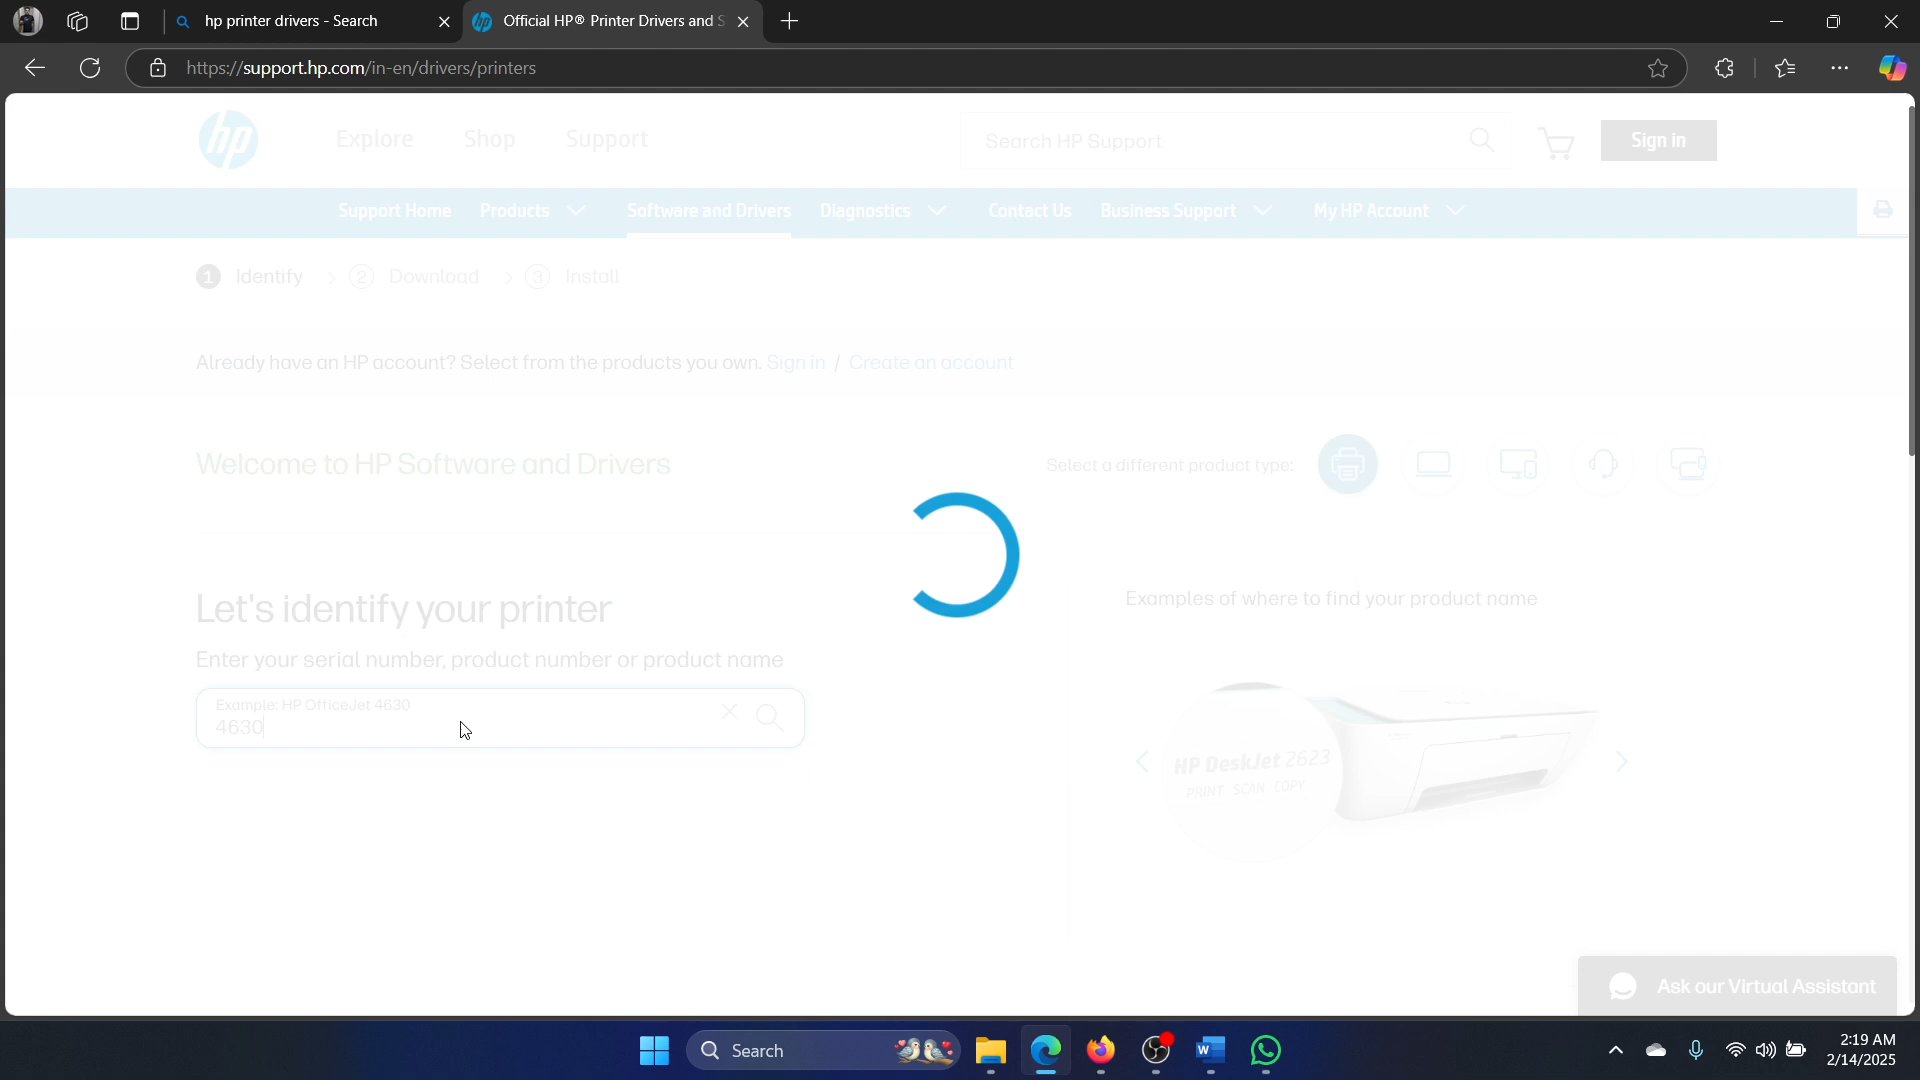 hp printer drivers - Search
Official HP® Printer Drivers and S
https://support.hp.com/in-en/drivers/printers
hp
Explore
Shop
Support
Search HP Support
Sign in
Support Home
Products
Software and Drivers
Diagnostics
Contact Us
Business Support
My HP Account
1 Identify
2 Download
3 Install
Already have an HP account? Select from the products you own. Sign in / Create an account
Welcome to HP Software and Drivers
Select a different product type:
Let's identify your printer
Enter your serial number, product number or product name
Example: HP OfficeJet 4630
4630
Examples of where to find your product name
HP DeskJet 2623
PRINT SCAN COPY
Ask our Virtual Assistant
Search
2:19 AM
2/14/2025